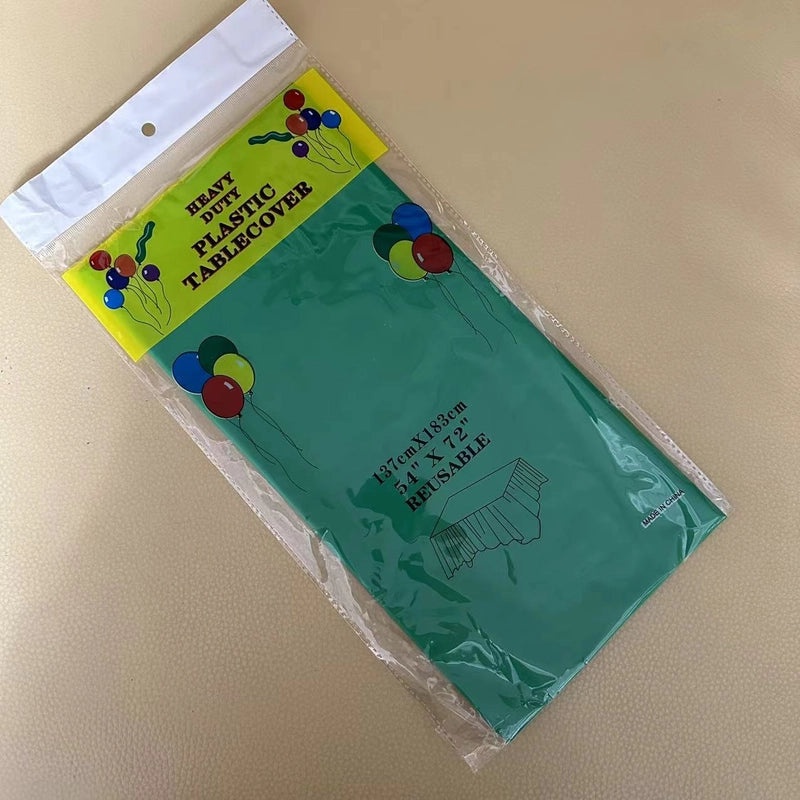 HEAVY
DUTY
PLASTIC
TABLECOVER
137cmX183cm
54" X 72"
REUSABLE
MADE IN CHINA